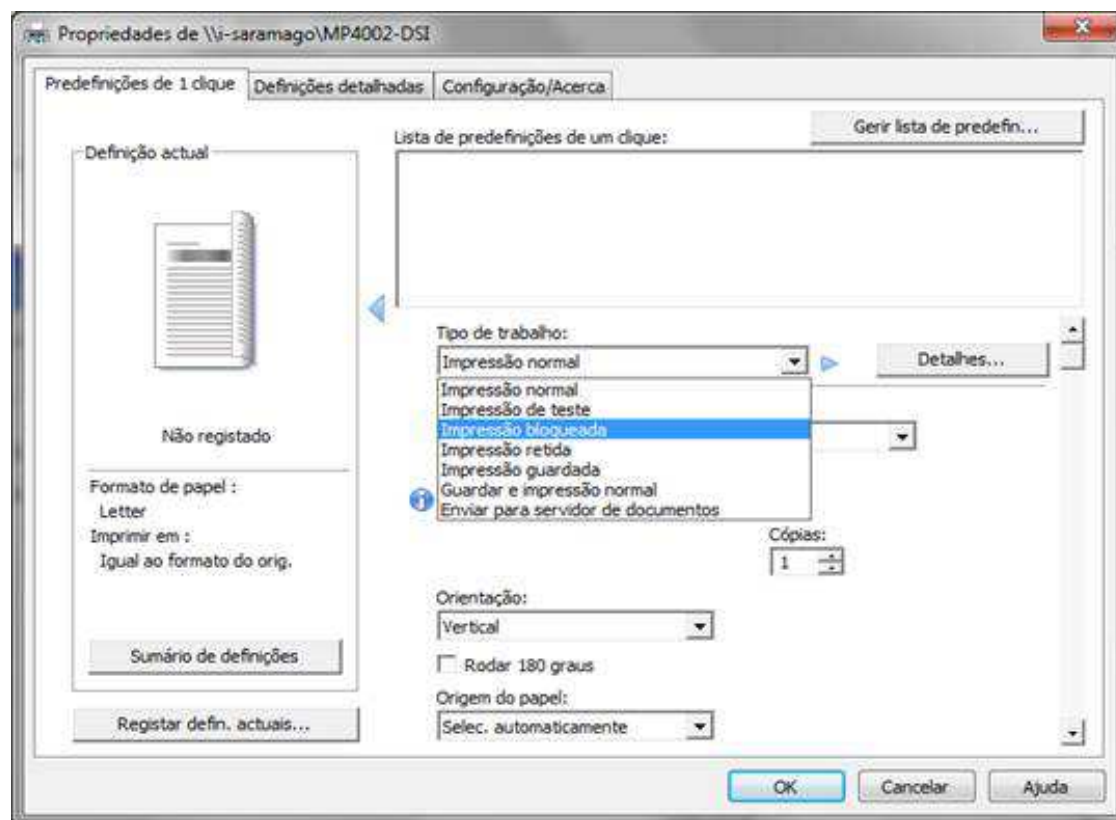 Propriedades de \\i-saramago\MP4002-DSI
Predefinições de 1 clique
Definições detalhadas
Configuração/Acerca
Gerir lista de predefin...
Lista de predefinições de um clique:
Definição actual
Não registado
Formato de papel :
Letter
Imprimir em :
Igual ao formato do orig.
Sumário de definições
Registar defin. actuais...
Tipo de trabalho:
Impressão normal
Detalhes...
Impressão normal
Impressão de teste
Impressão bloqueada
Impressão retida
Impressão guardada
Guardar e impressão normal
Enviar para servidor de documentos
Cópias:
1
Orientação:
Vertical
Rodar 180 graus
Origem do papel:
Selec. automaticamente
OK
Cancelar
Ajuda